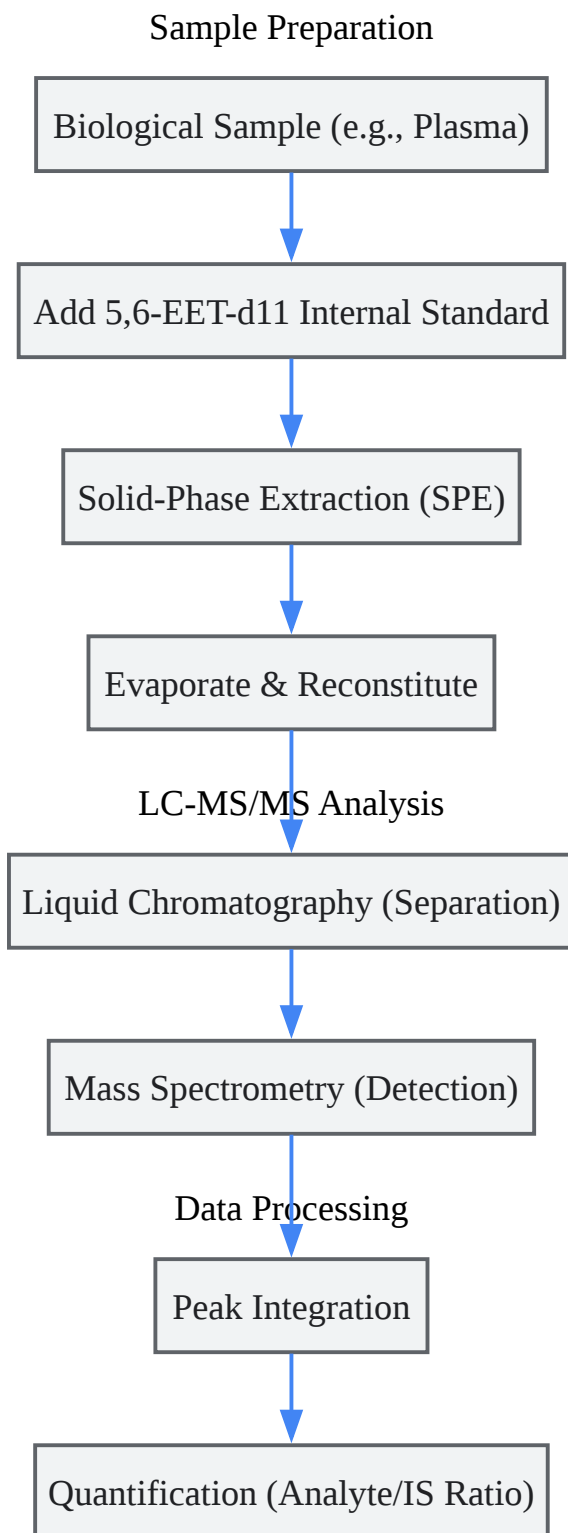 Sample Preparation
Biological Sample (e.g., Plasma)
Add 5,6-EET-d11 Internal Standard
Solid-Phase Extraction (SPE)
Evaporate & Reconstitute
LC-MS/MS Analysis
Liquid Chromatography (Separation)
Mass Spectrometry (Detection)
Data Processing
Peak Integration
Quantification (Analyte/IS Ratio)